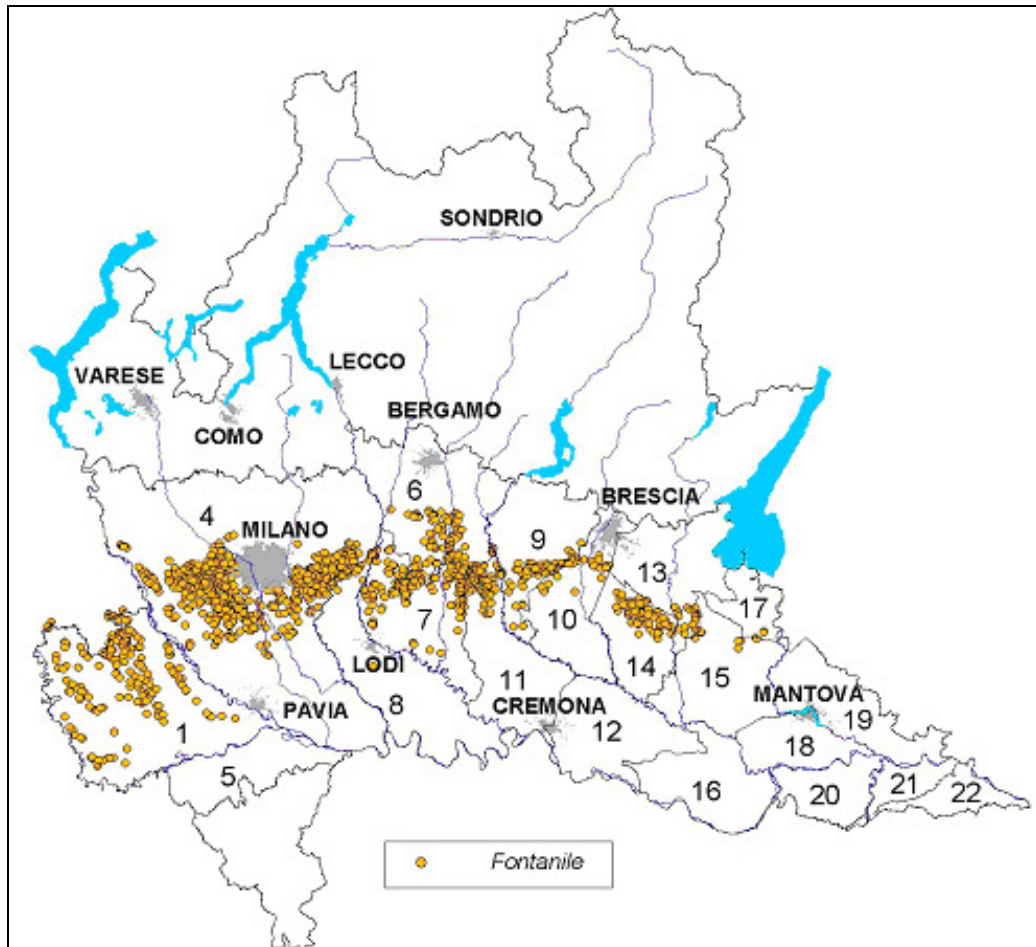 SONDRIO
LECCO
VARESE
BERGAMO
COMO
6
BRESCIA
4
MILANO
9
13
17
7
10
LODI
14
15
11
MANTOVA
PAVIA
8
CREMONA
19
1
12
18
5
16
20
21
22
Fontanile